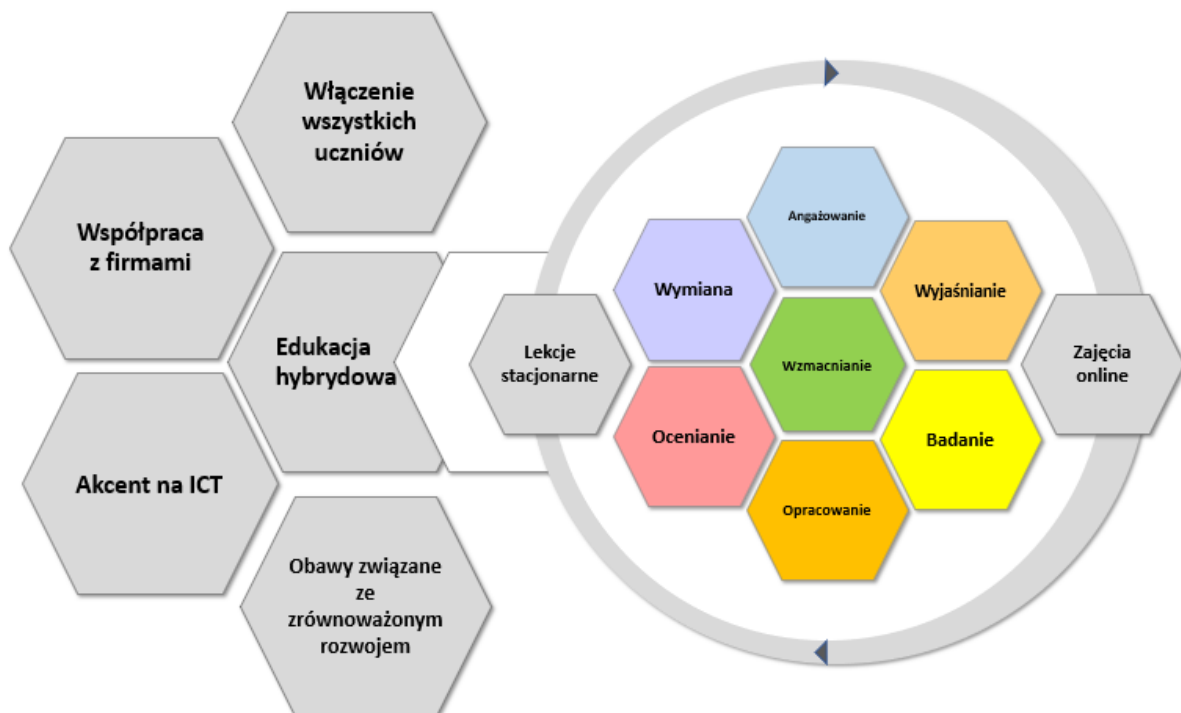 Włączenie
wszystkich
uczniów
Współpraca
z firmami
Edukacja
hybrydowa
Akcent na ICT
Obawy związane
ze
zrównoważonym
rozwojem
Lekcje
stacjonarne
Angażowanie
Wymiana
Wyjaśnianie
Wzmacnianie
Ocenianie
Badanie
Opracowanie
Zajęcia
online